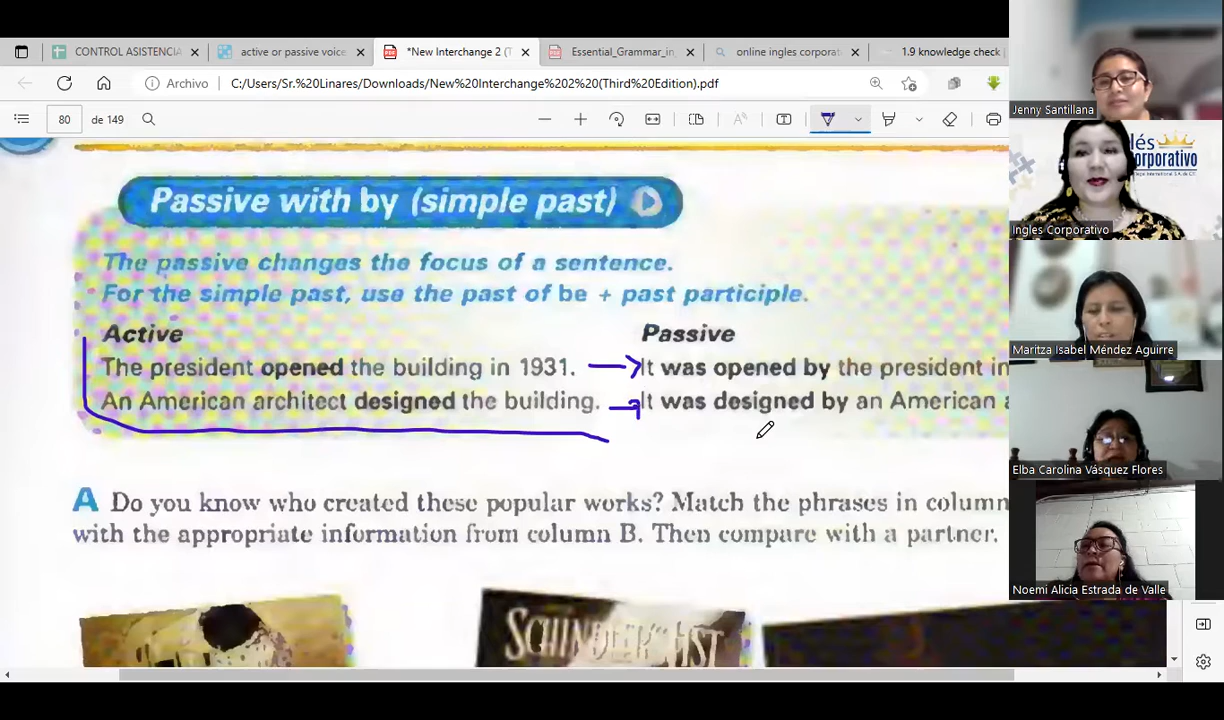 CONTROL ASISTENCIA
active or passive voice
*New Interchange 2 (T
Essential_Grammar_in_
online ingles corporat
1.9 knowledge check |
Archivo
C:/Users/Sr.%20Linares/Downloads/New%20Interchange%202%20(Third%20Edition).pdf
80
de 149
Passive with by (simple past)
The passive changes the focus of a sentence.
For the simple past, use the past of be + past participle.
Active
Passive
The president opened the building in 1931.
It was opened by the president in
An American architect designed the building.
It was designed by an American a
A Do you know who created these popular works? Match the phrases in column
with the appropriate information from column B. Then compare with a partner.
SCHINDLER'S LIST
Jenny Santillana
lés
orporativo
Ingles Corporativo
Maritza Isabel Méndez Aguirre
Elba Carolina Vásquez Flores
Noemi Alicia Estrada de Valle